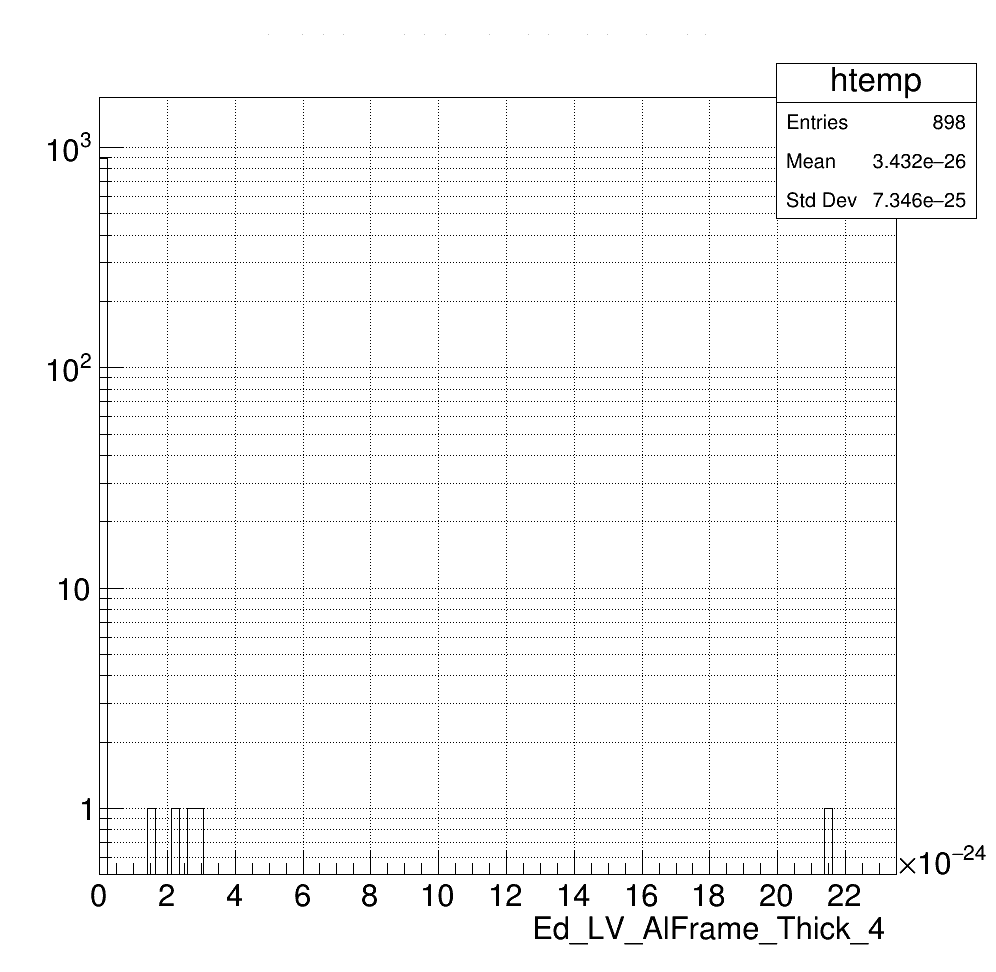 htemp
Entries 898
Mean 3.432e−26
Std Dev 7.346e−25
10³
10²
10
1
0 2 4 6 8 10 12 14 16 18 20 22
×10⁻²⁴
Ed_LV_AlFrame_Thick_4